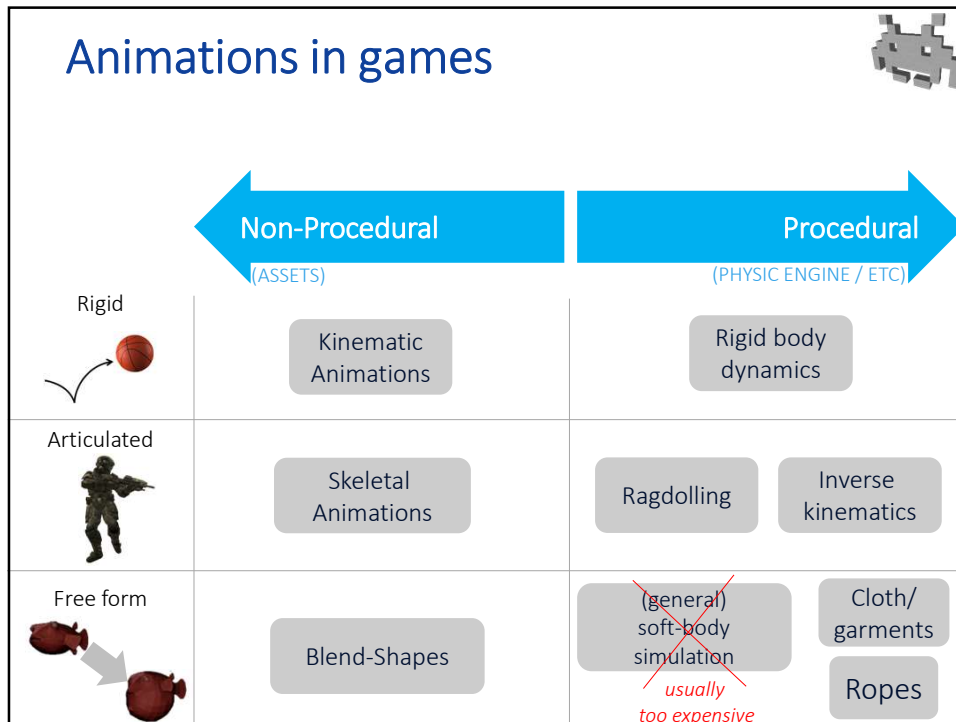 Animations in games
Non-Procedural
Procedural
(ASSETS)
(PHYSIC ENGINE / ETC)
Rigid
Kinematic
Animations
Rigid body
dynamics
Articulated
Skeletal
Animations
Ragdolling
Inverse
kinematics
Free form
Blend-Shapes
(general)
soft-body
simulation
usually
too expensive
Cloth/
garments
Ropes